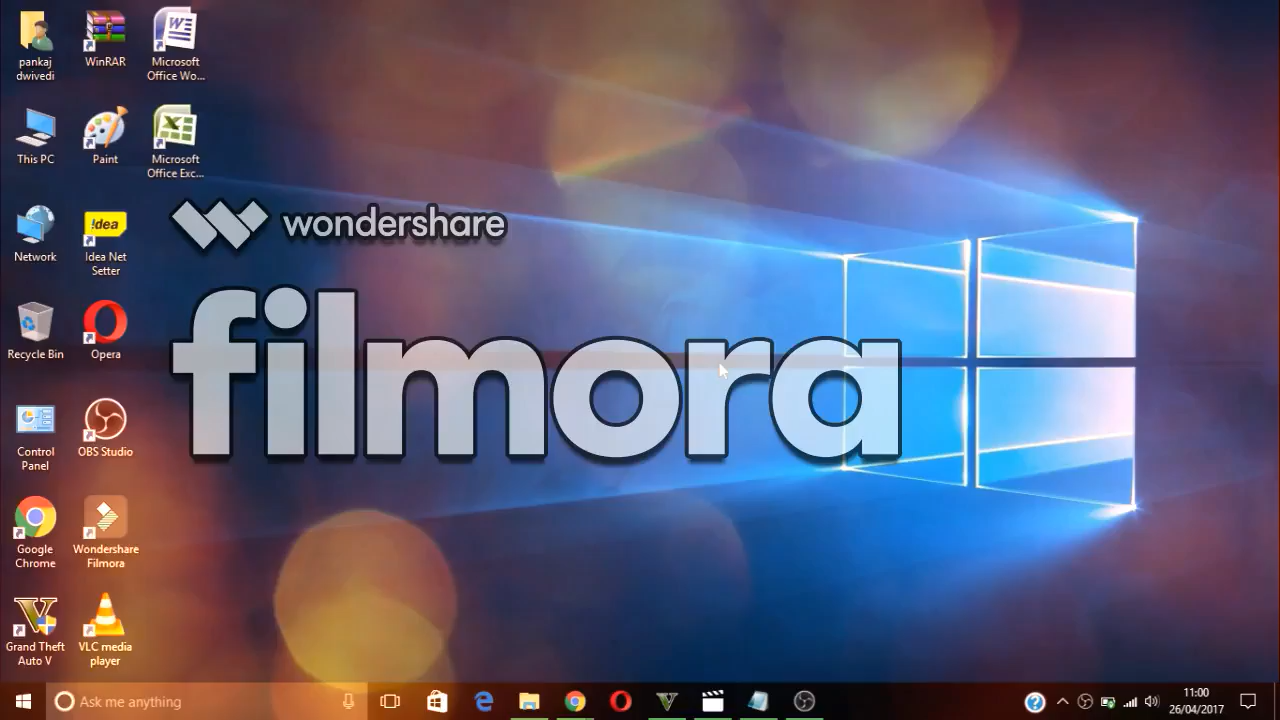 pankaj
dwivedi
WinRAR
Microsoft
Office Wo...
This PC
Paint
Microsoft
Office Exc...
Network
!dea
Idea Net
Setter
wondershare
filmora
Recycle Bin
Opera
Control
Panel
OBS Studio
Google
Chrome
Wondershare
Filmora
Grand Theft
Auto V
VLC media
player
Ask me anything
11:00
26/04/2017